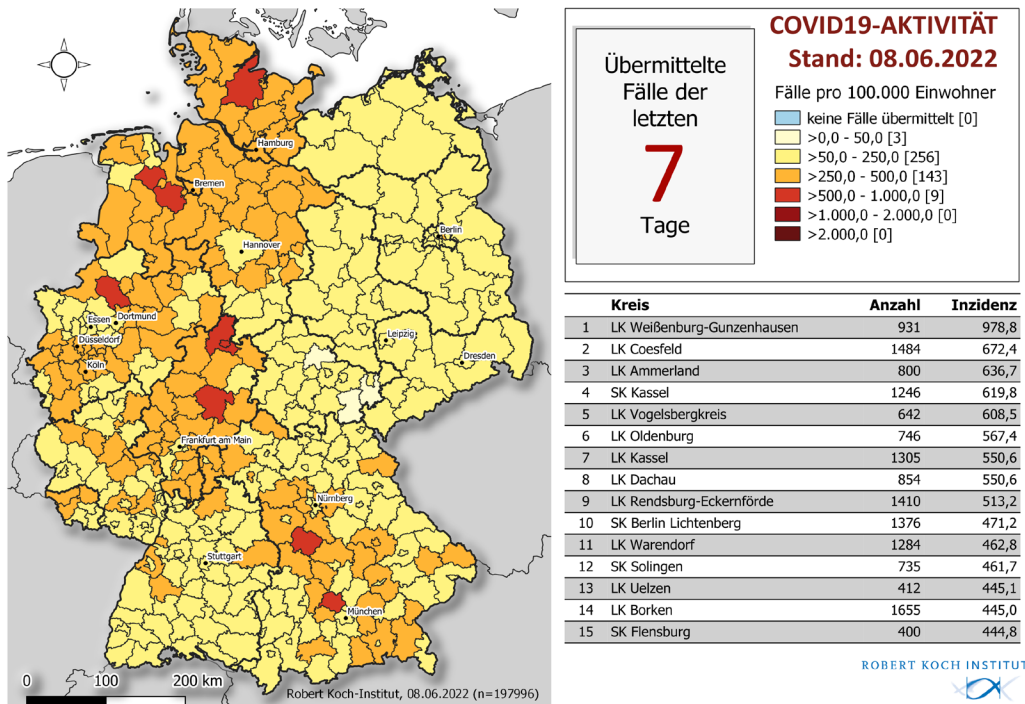 COVID19-AKTIVITÄT
Stand: 08.06.2022
Übermittelte
Fälle der
letzten
7
Tage
Fälle pro 100.000 Einwohner
keine Fälle übermittelt [0]
>0,0 - 50,0 [3]
>50,0 - 250,0 [256]
>250,0 - 500,0 [143]
>500,0 - 1.000,0 [9]
>1.000,0 - 2.000,0 [0]
>2.000,0 [0]
Hamburg
Bremen
Berlin
Hannover
Essen
Dortmund
Düsseldorf
Leipzig
Köln
Dresden
Frankfurt am Main
Nürnberg
Stuttgart
München
0 100 200 km
Robert Koch-Institut, 08.06.2022 (n=197996)
Kreis Anzahl Inzidenz
1 LK Weißenburg-Gunzenhausen 931 978,8
2 LK Coesfeld 1484 672,4
3 LK Ammerland 800 636,7
4 SK Kassel 1246 619,8
5 LK Vogelsbergkreis 642 608,5
6 LK Oldenburg 746 567,4
7 LK Kassel 1305 550,6
8 LK Dachau 854 550,6
9 LK Rendsburg-Eckernförde 1410 513,2
10 SK Berlin Lichtenberg 1376 471,2
11 LK Warendorf 1284 462,8
12 SK Solingen 735 461,7
13 LK Uelzen 412 445,1
14 LK Borken 1655 445,0
15 SK Flensburg 400 444,8
ROBERT KOCH INSTITUT